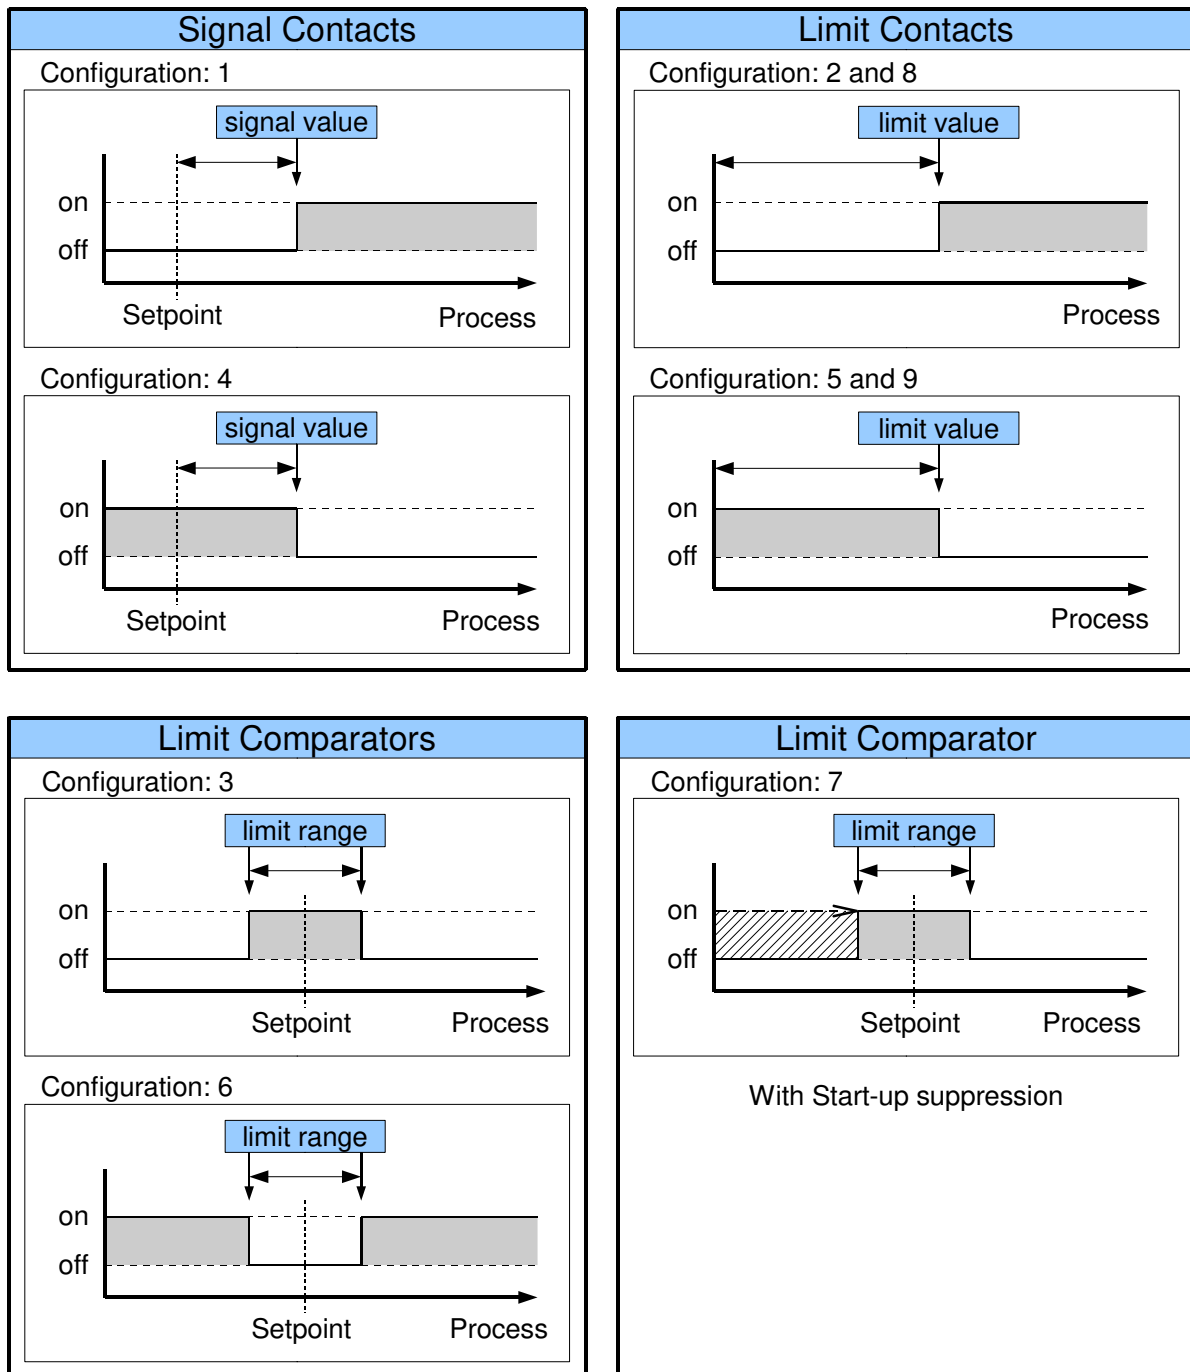 Signal Contacts
Configuration: 1
signal value
on
off
Setpoint
Process
Configuration: 4
signal value
on
off
Setpoint
Process
Limit Contacts
Configuration: 2 and 8
limit value
on
off
Process
Configuration: 5 and 9
limit value
on
off
Process
Limit Comparators
Configuration: 3
limit range
on
off
Setpoint
Process
Configuration: 6
limit range
on
off
Setpoint
Process
Limit Comparator
Configuration: 7
limit range
on
off
Setpoint
Process
With Start-up suppression